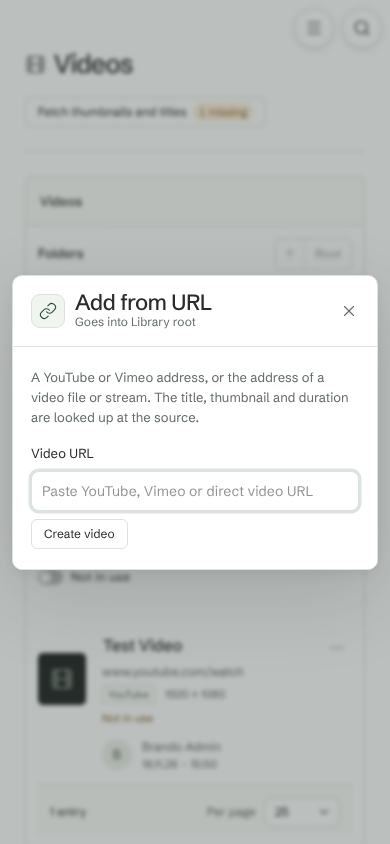 Videos
Fetch thumbnails and titles 1 missing
Videos
Folders
Root
Add from URL
Goes into Library root
A YouTube or Vimeo address, or the address of a
video file or stream. The title, thumbnail and duration
are looked up at the source.
Video URL
Paste YouTube, Vimeo or direct video URL
Create video
Not in use
Test Video
www.youtube.com/watch
YouTube 1920 × 1080
Not in use
Brando Admin
1 entry Per page 25